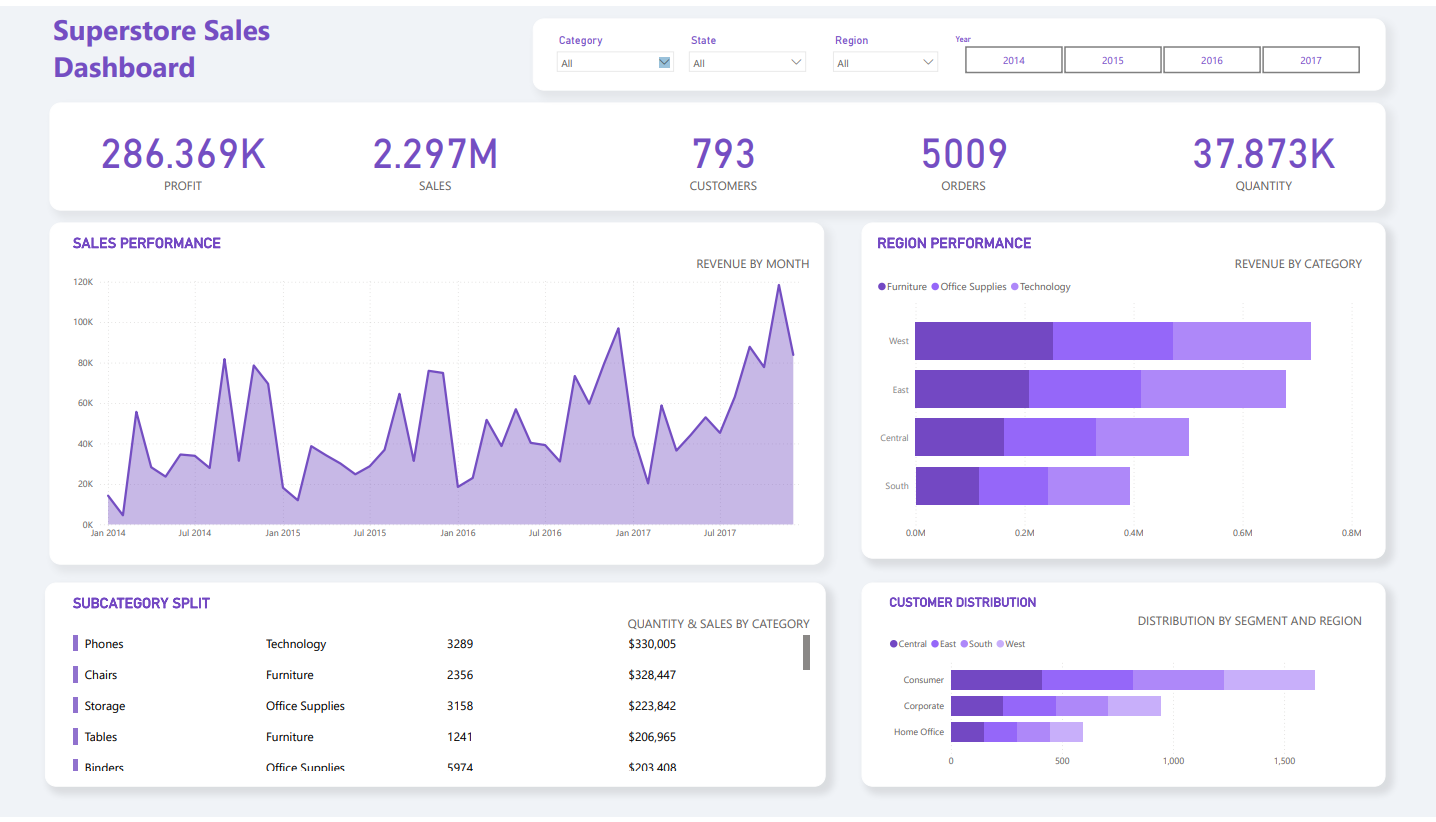 Superstore Sales
Dashboard
Category
State
Region
Year
All
All
All
2014
2015
2016
2017
286.369K
PROFIT
2.297M
SALES
793
CUSTOMERS
5009
ORDERS
37.873K
QUANTITY
SALES PERFORMANCE
REVENUE BY MONTH
120K
100K
80K
60K
40K
20K
0K
Jan 2014
Jul 2014
Jan 2015
Jul 2015
Jan 2016
Jul 2016
Jan 2017
Jul 2017
REGION PERFORMANCE
REVENUE BY CATEGORY
Furniture Office Supplies Technology
West
East
Central
South
0.0M
0.2M
0.4M
0.6M
0.8M
SUBCATEGORY SPLIT
QUANTITY & SALES BY CATEGORY
Phones Technology 3289 $330,005
Chairs Furniture 2356 $328,447
Storage Office Supplies 3158 $223,842
Tables Furniture 1241 $206,965
Binders Office Supplies 5974 $203,408
CUSTOMER DISTRIBUTION
DISTRIBUTION BY SEGMENT AND REGION
Central East South West
Consumer
Corporate
Home Office
0
500
1,000
1,500